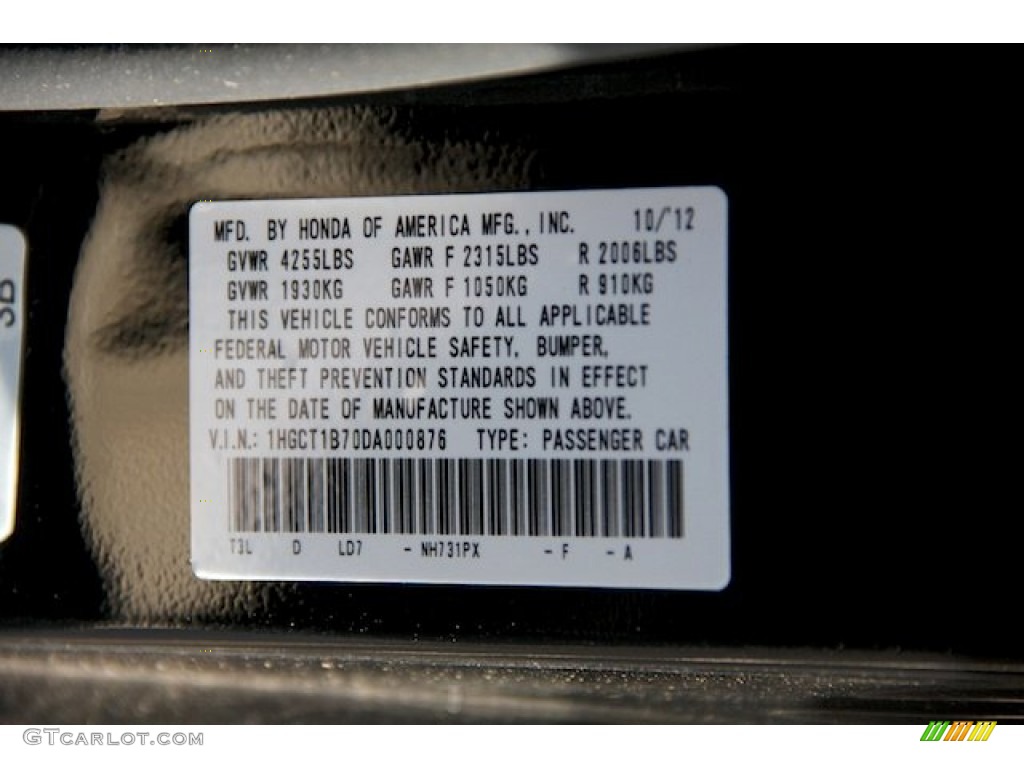 MFD. BY HONDA OF AMERICA MFG., INC. 10/'12
GVWR 4255LBS GAWR F 2315LBS R 2006LBS
GVWR 1930KG GAWR F 1050KG R 910KG
THIS VEHICLE CONFORMS TO ALL APPLICABLE
FEDERAL MOTOR VEHICLE SAFETY, BUMPER,
AND THEFT PREVENTION STANDARDS IN EFFECT
ON THE DATE OF MANUFACTURE SHOWN ABOVE.
V.I.N.: 1HGCT1B70DA000876 TYPE: PASSENGER CAR
T3L D LD7 - NH731PX - F - A
GTCARLOT.COM